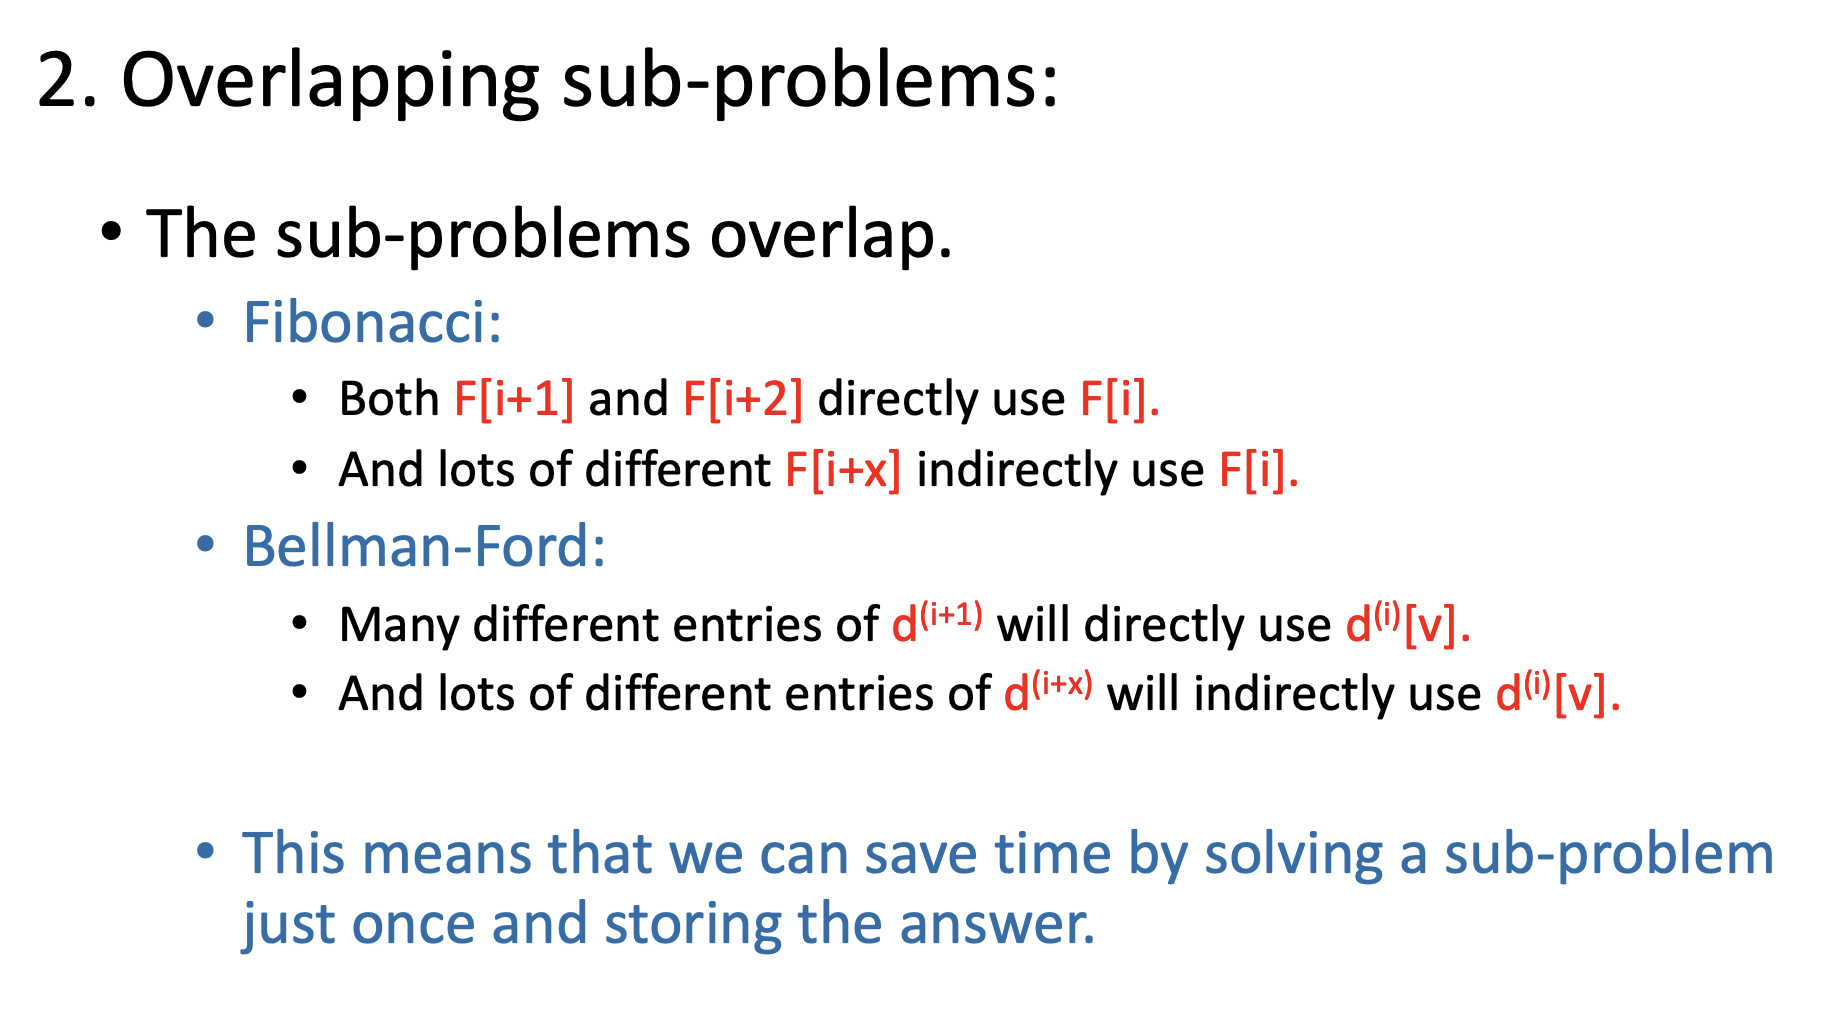 2. Overlapping sub-problems:
• The sub-problems overlap.
• Fibonacci:
• Both F[i+1] and F[i+2] directly use F[i].
• And lots of different F[i+x] indirectly use F[i].
• Bellman-Ford:
• Many different entries of d⁽ⁱ⁺¹⁾ will directly use d⁽ⁱ⁾[v].
• And lots of different entries of d⁽ⁱ⁺ˣ⁾ will indirectly use d⁽ⁱ⁾[v].
• This means that we can save time by solving a sub-problem
just once and storing the answer.